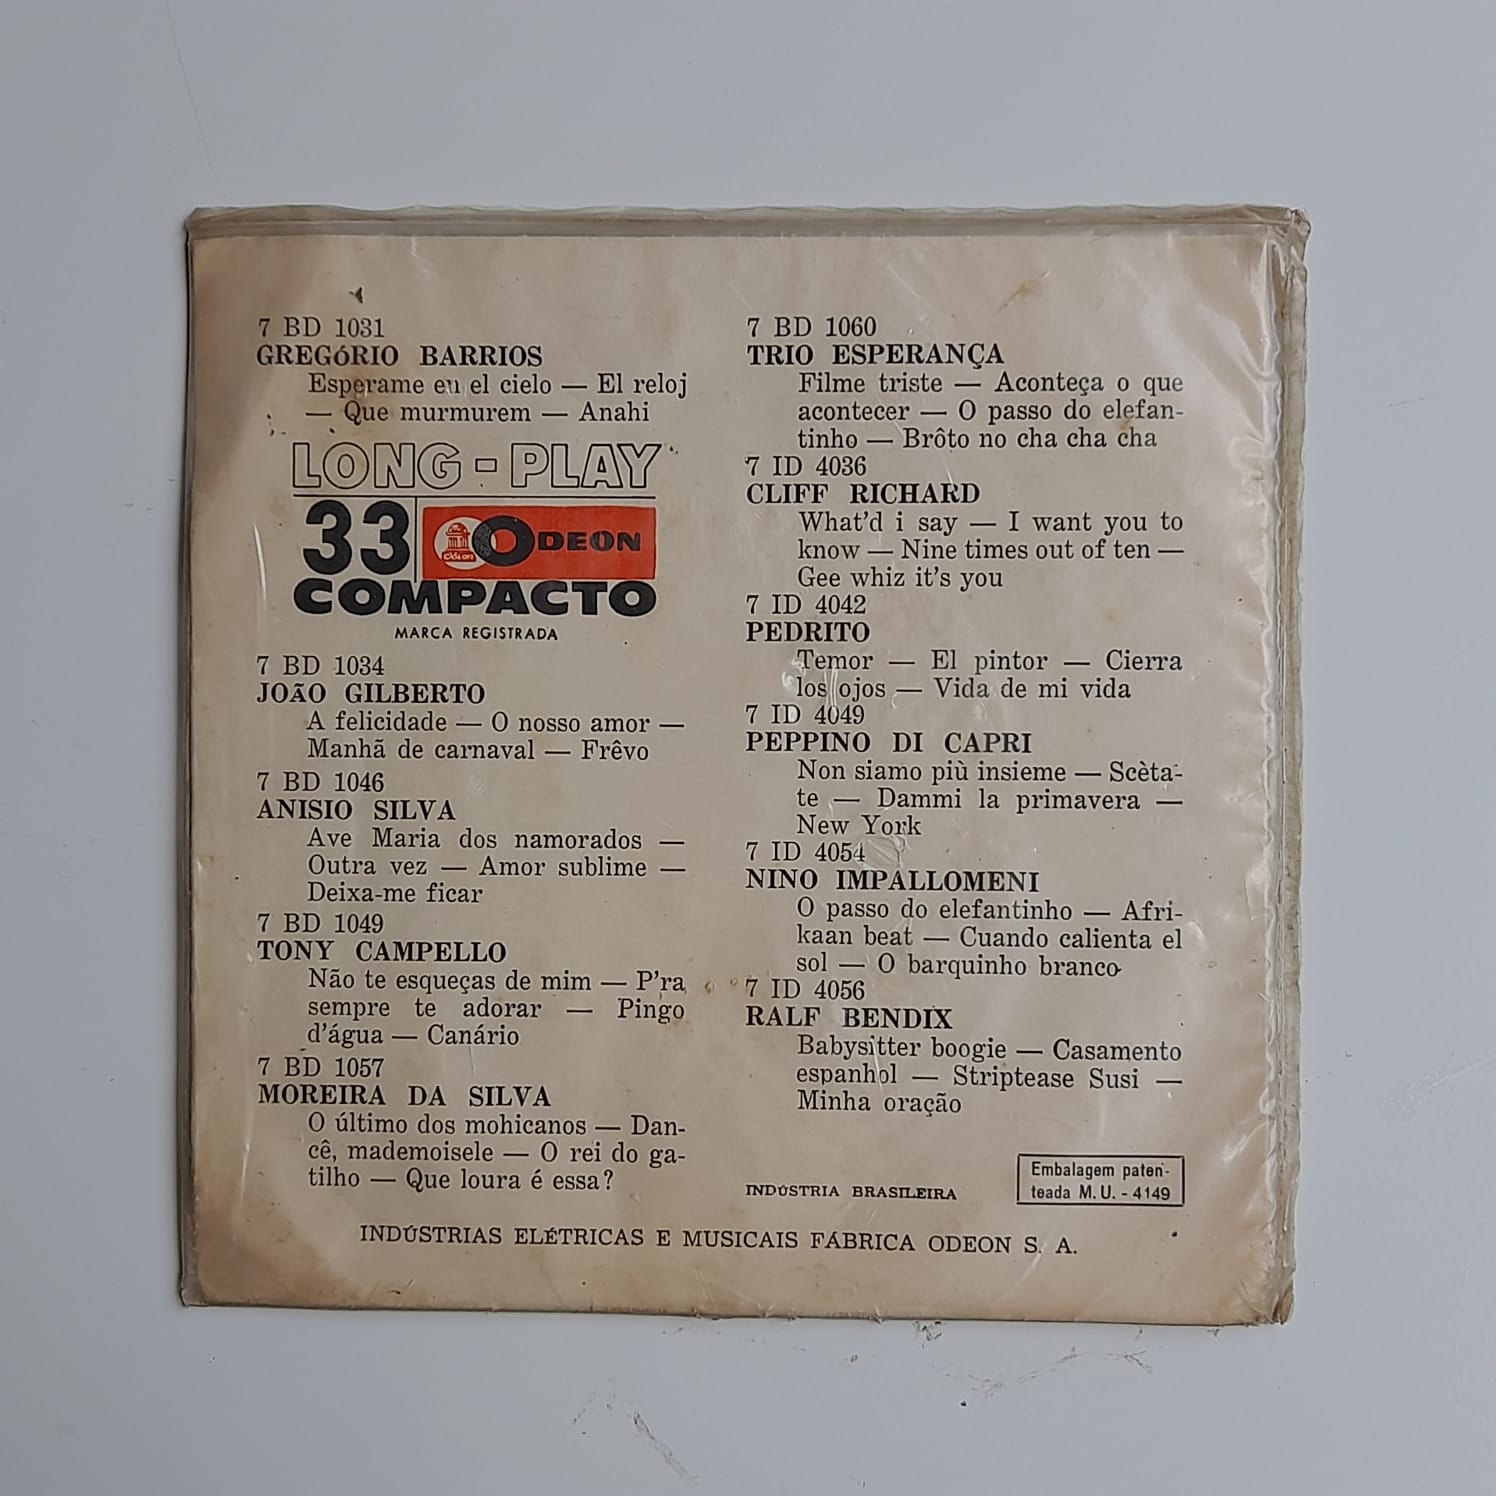 7 BD 1031
GREGÓRIO BARRIOS
Esperame en el cielo — El reloj
— Que murmurem — Anahi
LONG-PLAY
33
Odeon
ODEON
COMPACTO
MARCA REGISTRADA
7 BD 1034
JOÃO GILBERTO
A felicidade — O nosso amor —
Manhã de carnaval — Frêvo
7 BD 1046
ANISIO SILVA
Ave Maria dos namorados —
Outra vez — Amor sublime —
Deixa-me ficar
7 BD 1049
TONY CAMPELLO
Não te esqueças de mim — P'ra
sempre te adorar — Pingo
d'água — Canário
7 BD 1057
MOREIRA DA SILVA
O último dos mohicanos — Dan-
cê, mademoisele — O rei do ga-
tilho — Que loura é essa?
7 BD 1060
TRIO ESPERANÇA
Filme triste — Aconteça o que
acontecer — O passo do elefan-
tinho — Brôto no cha cha cha
7 ID 4036
CLIFF RICHARD
What'd i say — I want you to
know — Nine times out of ten —
Gee whiz it's you
7 ID 4042
PEDRITO
Temor — El pintor — Cierra
los ojos — Vida de mi vida
7 ID 4049
PEPPINO DI CAPRI
Non siamo più insieme — Scèta-
te — Dammi la primavera —
New York
7 ID 4054
NINO IMPALLOMENI
O passo do elefantinho — Afri-
kaan beat — Cuando calienta el
sol — O barquinho branco
7 ID 4056
RALF BENDIX
Babysitter boogie — Casamento
espanhol — Striptease Susi —
Minha oração
INDÚSTRIA BRASILEIRA
Embalagem paten-
teada M. U. - 4149
INDÚSTRIAS ELÉTRICAS E MUSICAIS FÁBRICA ODEON S. A.